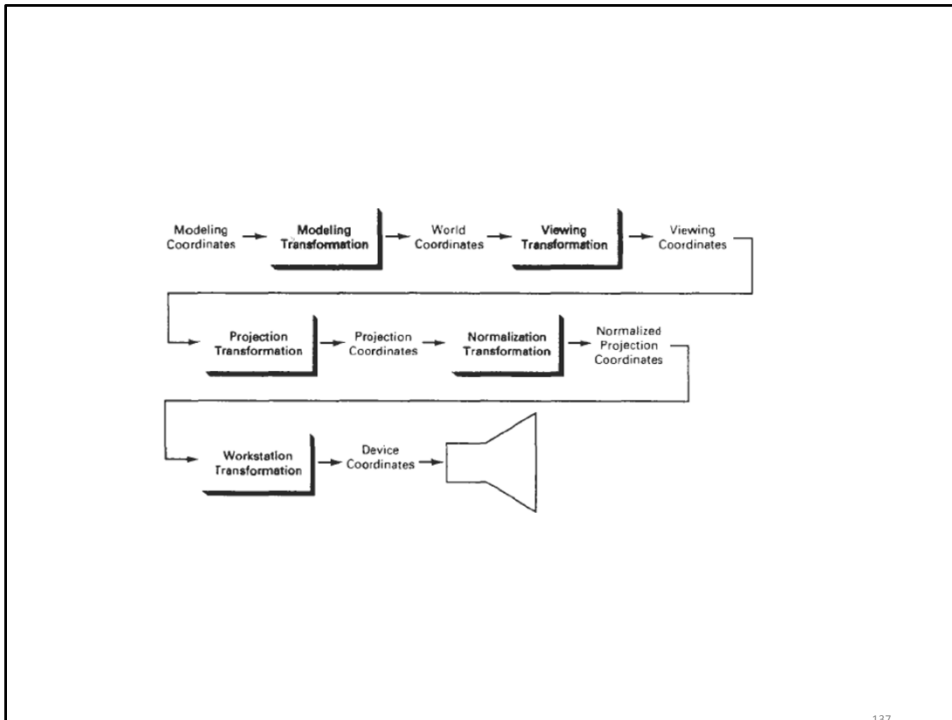 Modeling
Coordinates
Modeling
Transformation
World
Coordinates
Viewing
Transformation
Viewing
Coordinates
Projection
Transformation
Projection
Coordinates
Normalization
Transformation
Normalized
Projection
Coordinates
Workstation
Transformation
Device
Coordinates
137